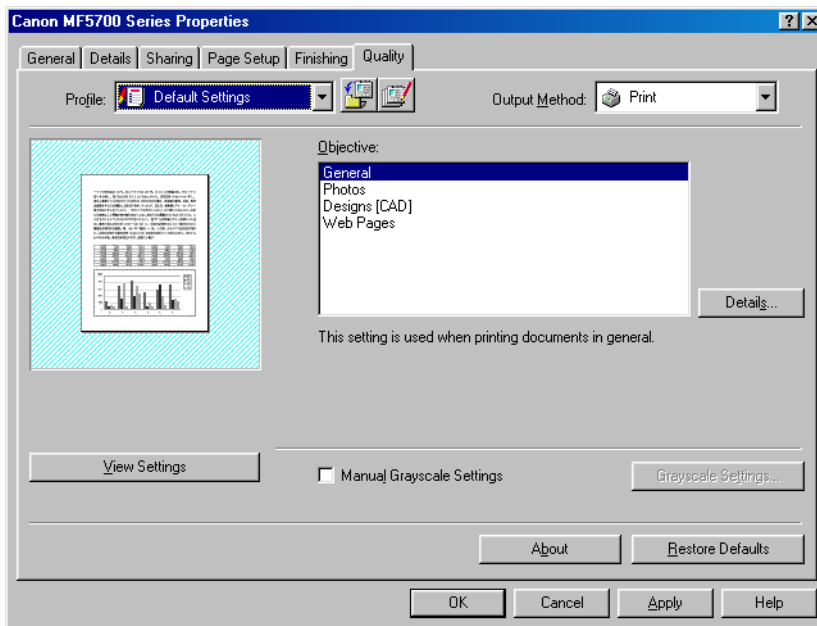 Canon MF5700 Series Properties
General Details Sharing Page Setup Finishing Quality
Profile: Default Settings Output Method: Print
Objective:
General
Photos
Designs [CAD]
Web Pages
Details...
This setting is used when printing documents in general.
View Settings
Manual Grayscale Settings Grayscale Settings...
About Restore Defaults
OK Cancel Apply Help